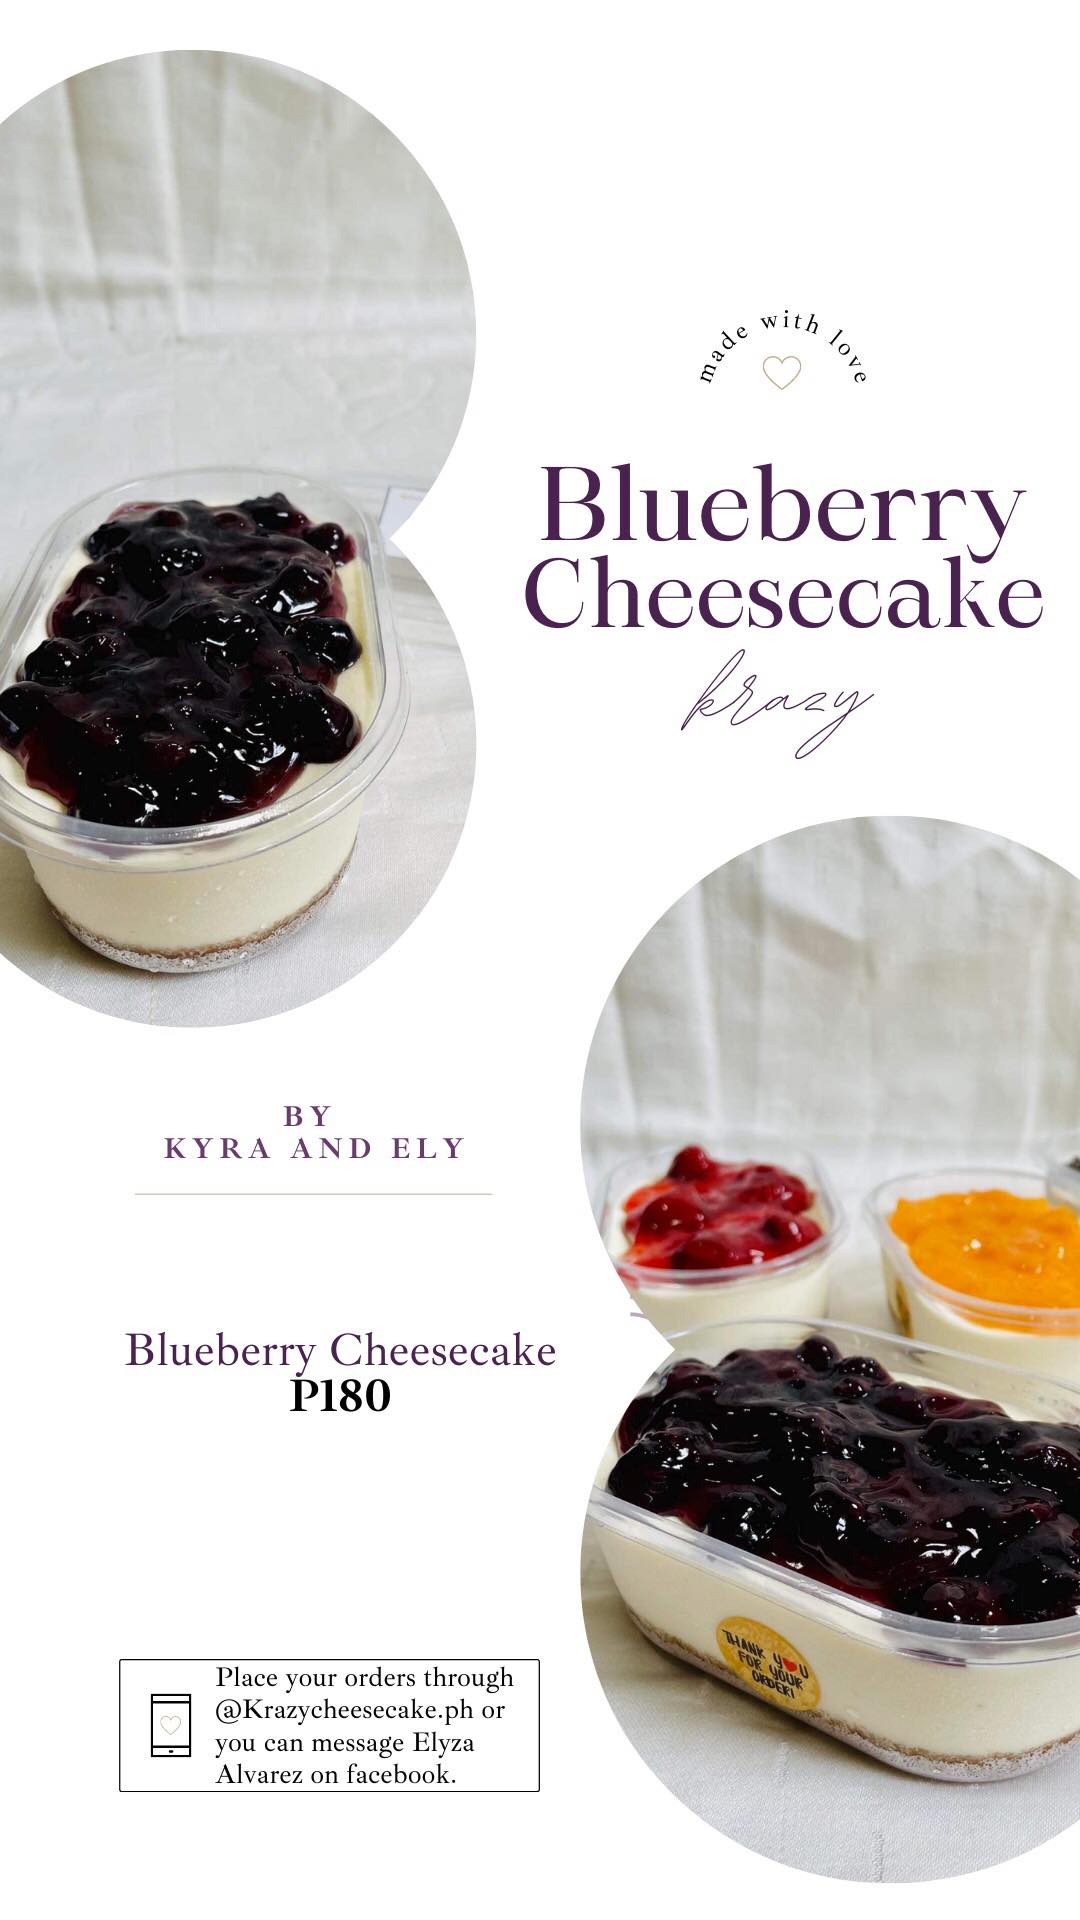 made with love
Blueberry
Cheesecake
krazy
BY
KYRA AND ELY
Blueberry Cheesecake
P180
THANK YOU
FOR YOUR
ORDER!
Place your orders through
@Krazycheesecake.ph or
you can message Elyza
Alvarez on facebook.